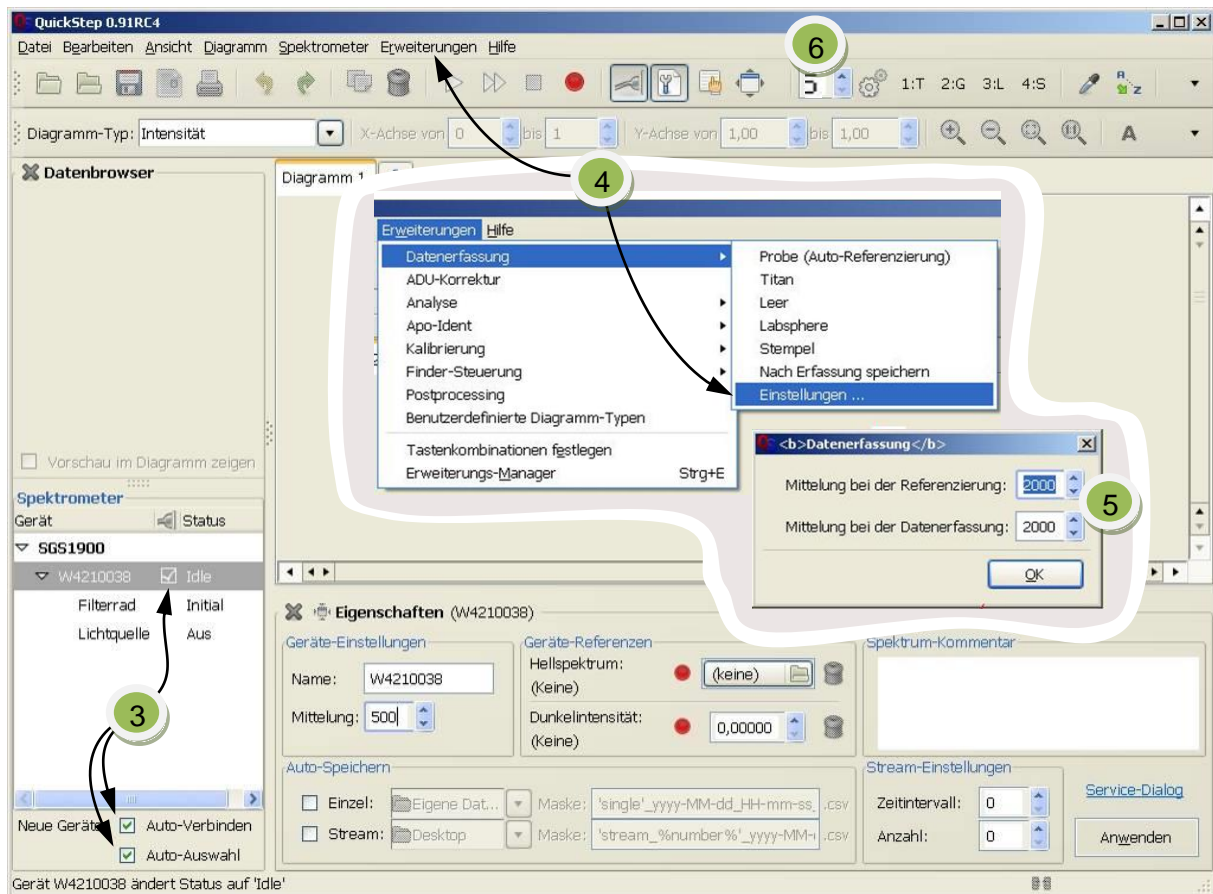 QuickStep 0.91RC4
Datei Bearbeiten Ansicht Diagramm Spektrometer Erweiterungen Hilfe
6
5 1:T 2:G 3:L 4:S A Z
Diagramm-Typ: Intensität X-Achse von 0 bis 1 Y-Achse von 1,00 bis 1,00 A
Datenbrowser
Diagramm 1
4
Erweiterungen Hilfe
Datenerfassung
ADU-Korrektur
Analyse
Apo-Ident
Kalibrierung
Finder-Steuerung
Postprocessing
Benutzerdefinierte Diagramm-Typen
Tastenkombinationen festlegen
Erweiterungs-Manager Strg+E
Probe (Auto-Referenzierung)
Titan
Leer
Labsphere
Stempel
Nach Erfassung speichern
Einstellungen ...
<b>Datenerfassung</b>
Mittelung bei der Referenzierung: 2000
Mittelung bei der Datenerfassung: 2000
5
OK
Vorschau im Diagramm zeigen
Spektrometer
Gerät Status
SGS1900
W4210038 Idle
Filterrad Initial
Lichtquelle Aus
3
Neue Geräte Auto-Verbinden
Auto-Auswahl
Eigenschaften (W4210038)
Geräte-Einstellungen
Name: W4210038
Mittelung: 500
Geräte-Referenzen
Hellspektrum:
(Keine)
(keine)
Dunkelintensität:
(Keine)
0,00000
Spektrum-Kommentar
Auto-Speichern
Einzel: Eigene Dat... Maske: 'single'_yyyy-MM-dd_HH-mm-ss_ .csv
Stream: Desktop Maske: 'stream_%number%'_yyyy-MM- .csv
Stream-Einstellungen
Zeitintervall: 0
Anzahl: 0
Service-Dialog
Anwenden
Gerät W4210038 ändert Status auf 'Idle'